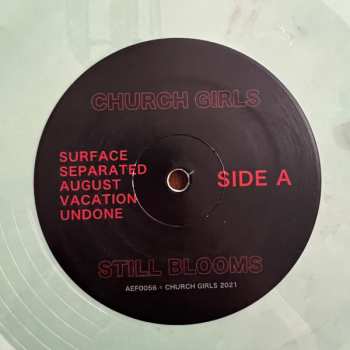 CHURCH GIRLS
SURFACE
SEPARATED
AUGUST
VACATION
UNDONE
SIDE A
STILL BLOOMS
AEF0056 - CHURCH GIRLS 2021